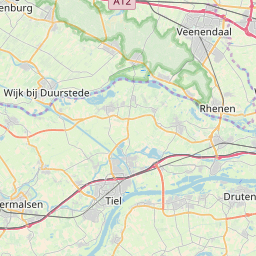 A12
enburg
Veenendaal
Wijk bij Duurstede
Rhenen
Tiel
ermalsen
Druten